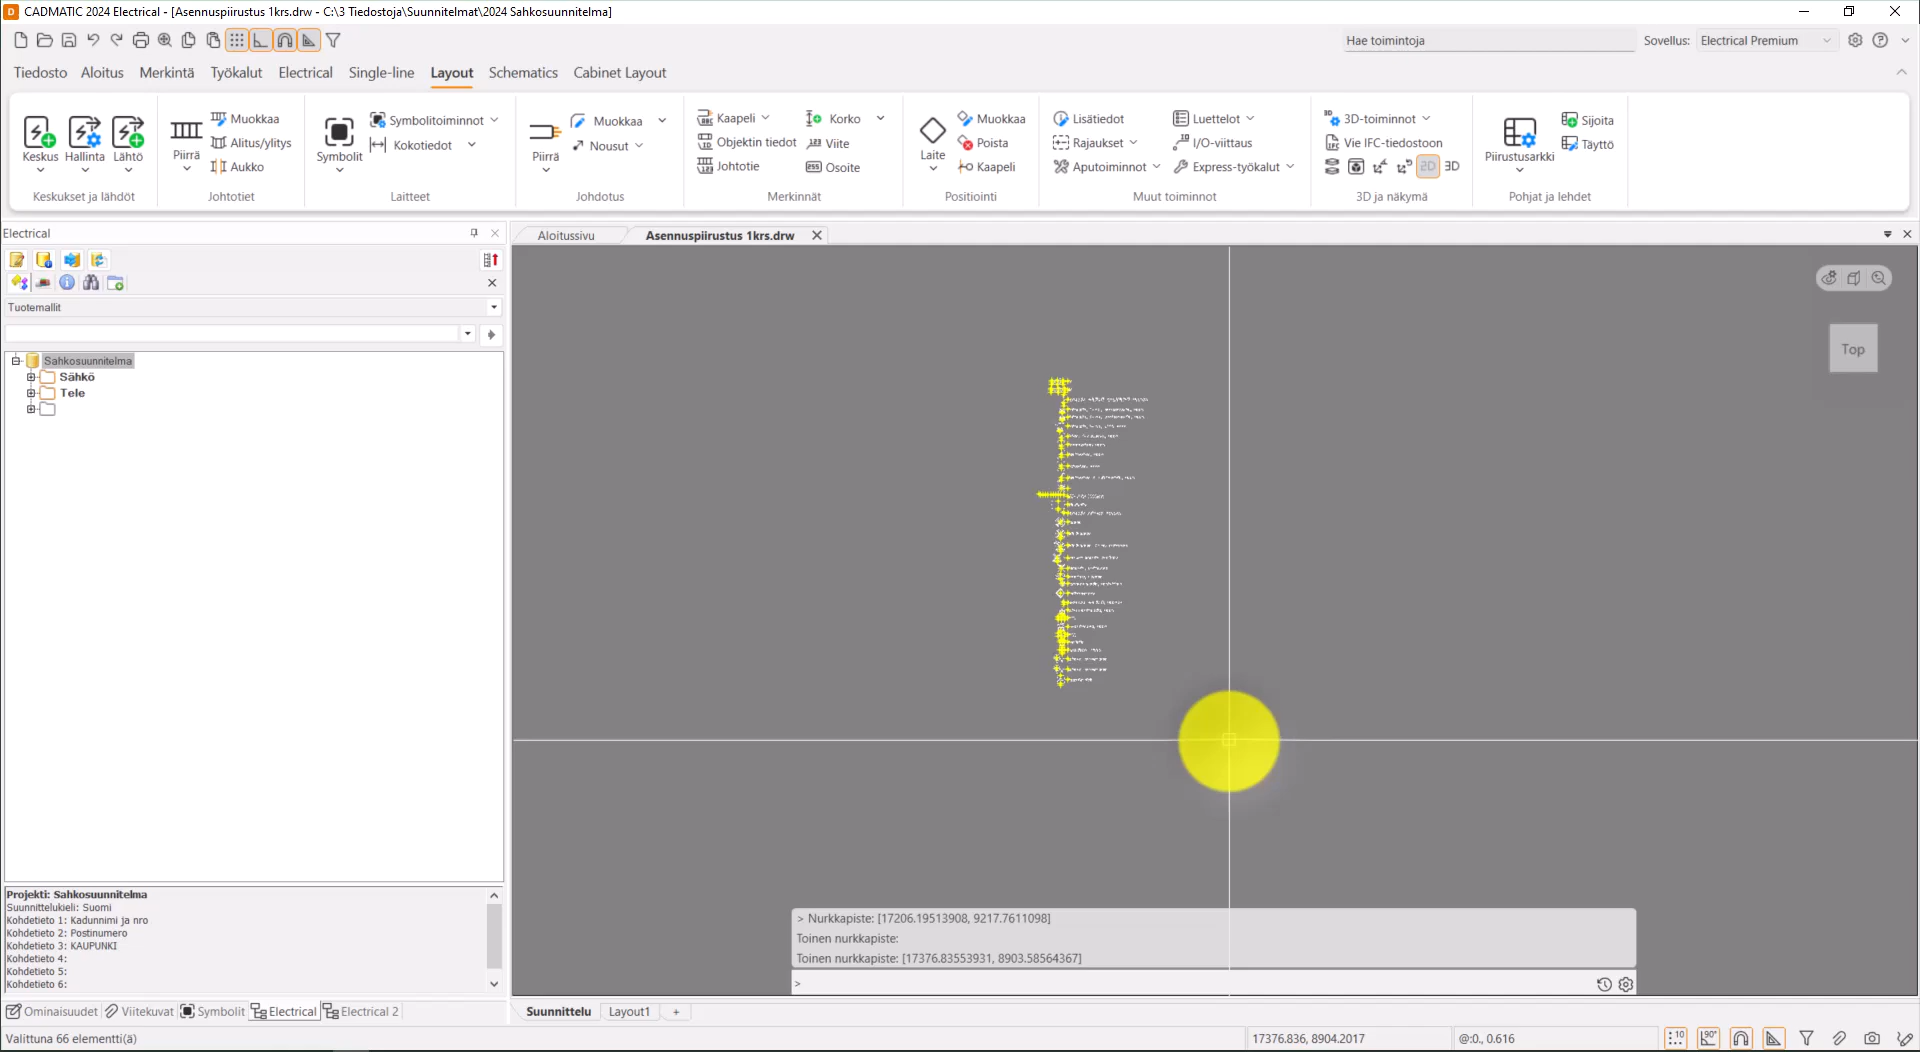 CADMATIC 2024 Electrical - [Asennuspiirustus 1krs.drw - C:\3 Tiedostoja\Suunnitelmat\2024 Sahkosuunnitelma]
Hae toimintoja
Sovellus: Electrical Premium
Tiedosto Aloitus Merkintä Työkalut Electrical Single-line Layout Schematics Cabinet Layout
Keskus Hallinta Lähtö
Keskukset ja lähdöt
Piirrä
Muokkaa
Alitus/ylitys
Aukko
Johtotiet
Symbolit
Symbolitoiminnot
Kokotiedot
Laitteet
Piirrä
Muokkaa
Nousut
Johdotus
Kaapeli
Objektin tiedot
Johtotie
Korko
Viite
Osoite
Merkinnät
Laite
Muokkaa
Poista
Kaapeli
Positiointi
Lisätiedot
Rajaukset
Aputoiminnot
Luettelot
I/O-viittaus
Express-työkalut
Muut toiminnot
3D-toiminnot
Vie IFC-tiedostoon
2D 3D
3D ja näkymä
Piirustusarkki
Sijoita
Täyttö
Pohjat ja lehdet
Electrical
Aloitussivu
Asennuspiirustus 1krs.drw
Tuotemallit
Sahkosuunnitelma
Sähkö
Tele
Top
Projekti: Sahkosuunnitelma
Suunnittelukieli: Suomi
Kohdetieto 1: Kadunnimi ja nro
Kohdetieto 2: Postinumero
Kohdetieto 3: KAUPUNKI
Kohdetieto 4:
Kohdetieto 5:
Kohdetieto 6:
> Nurkkapiste: [17206.19513908, 9217.7611098]
Toinen nurkkapiste:
Toinen nurkkapiste: [17376.83553931, 8903.58564367]
>
Ominaisuudet Viitekuvat Symbolit Electrical Electrical 2
Suunnittelu Layout1 +
Valittuna 66 elementti(ä)
17376.836, 8904.2017
@:0., 0.616
10
90°